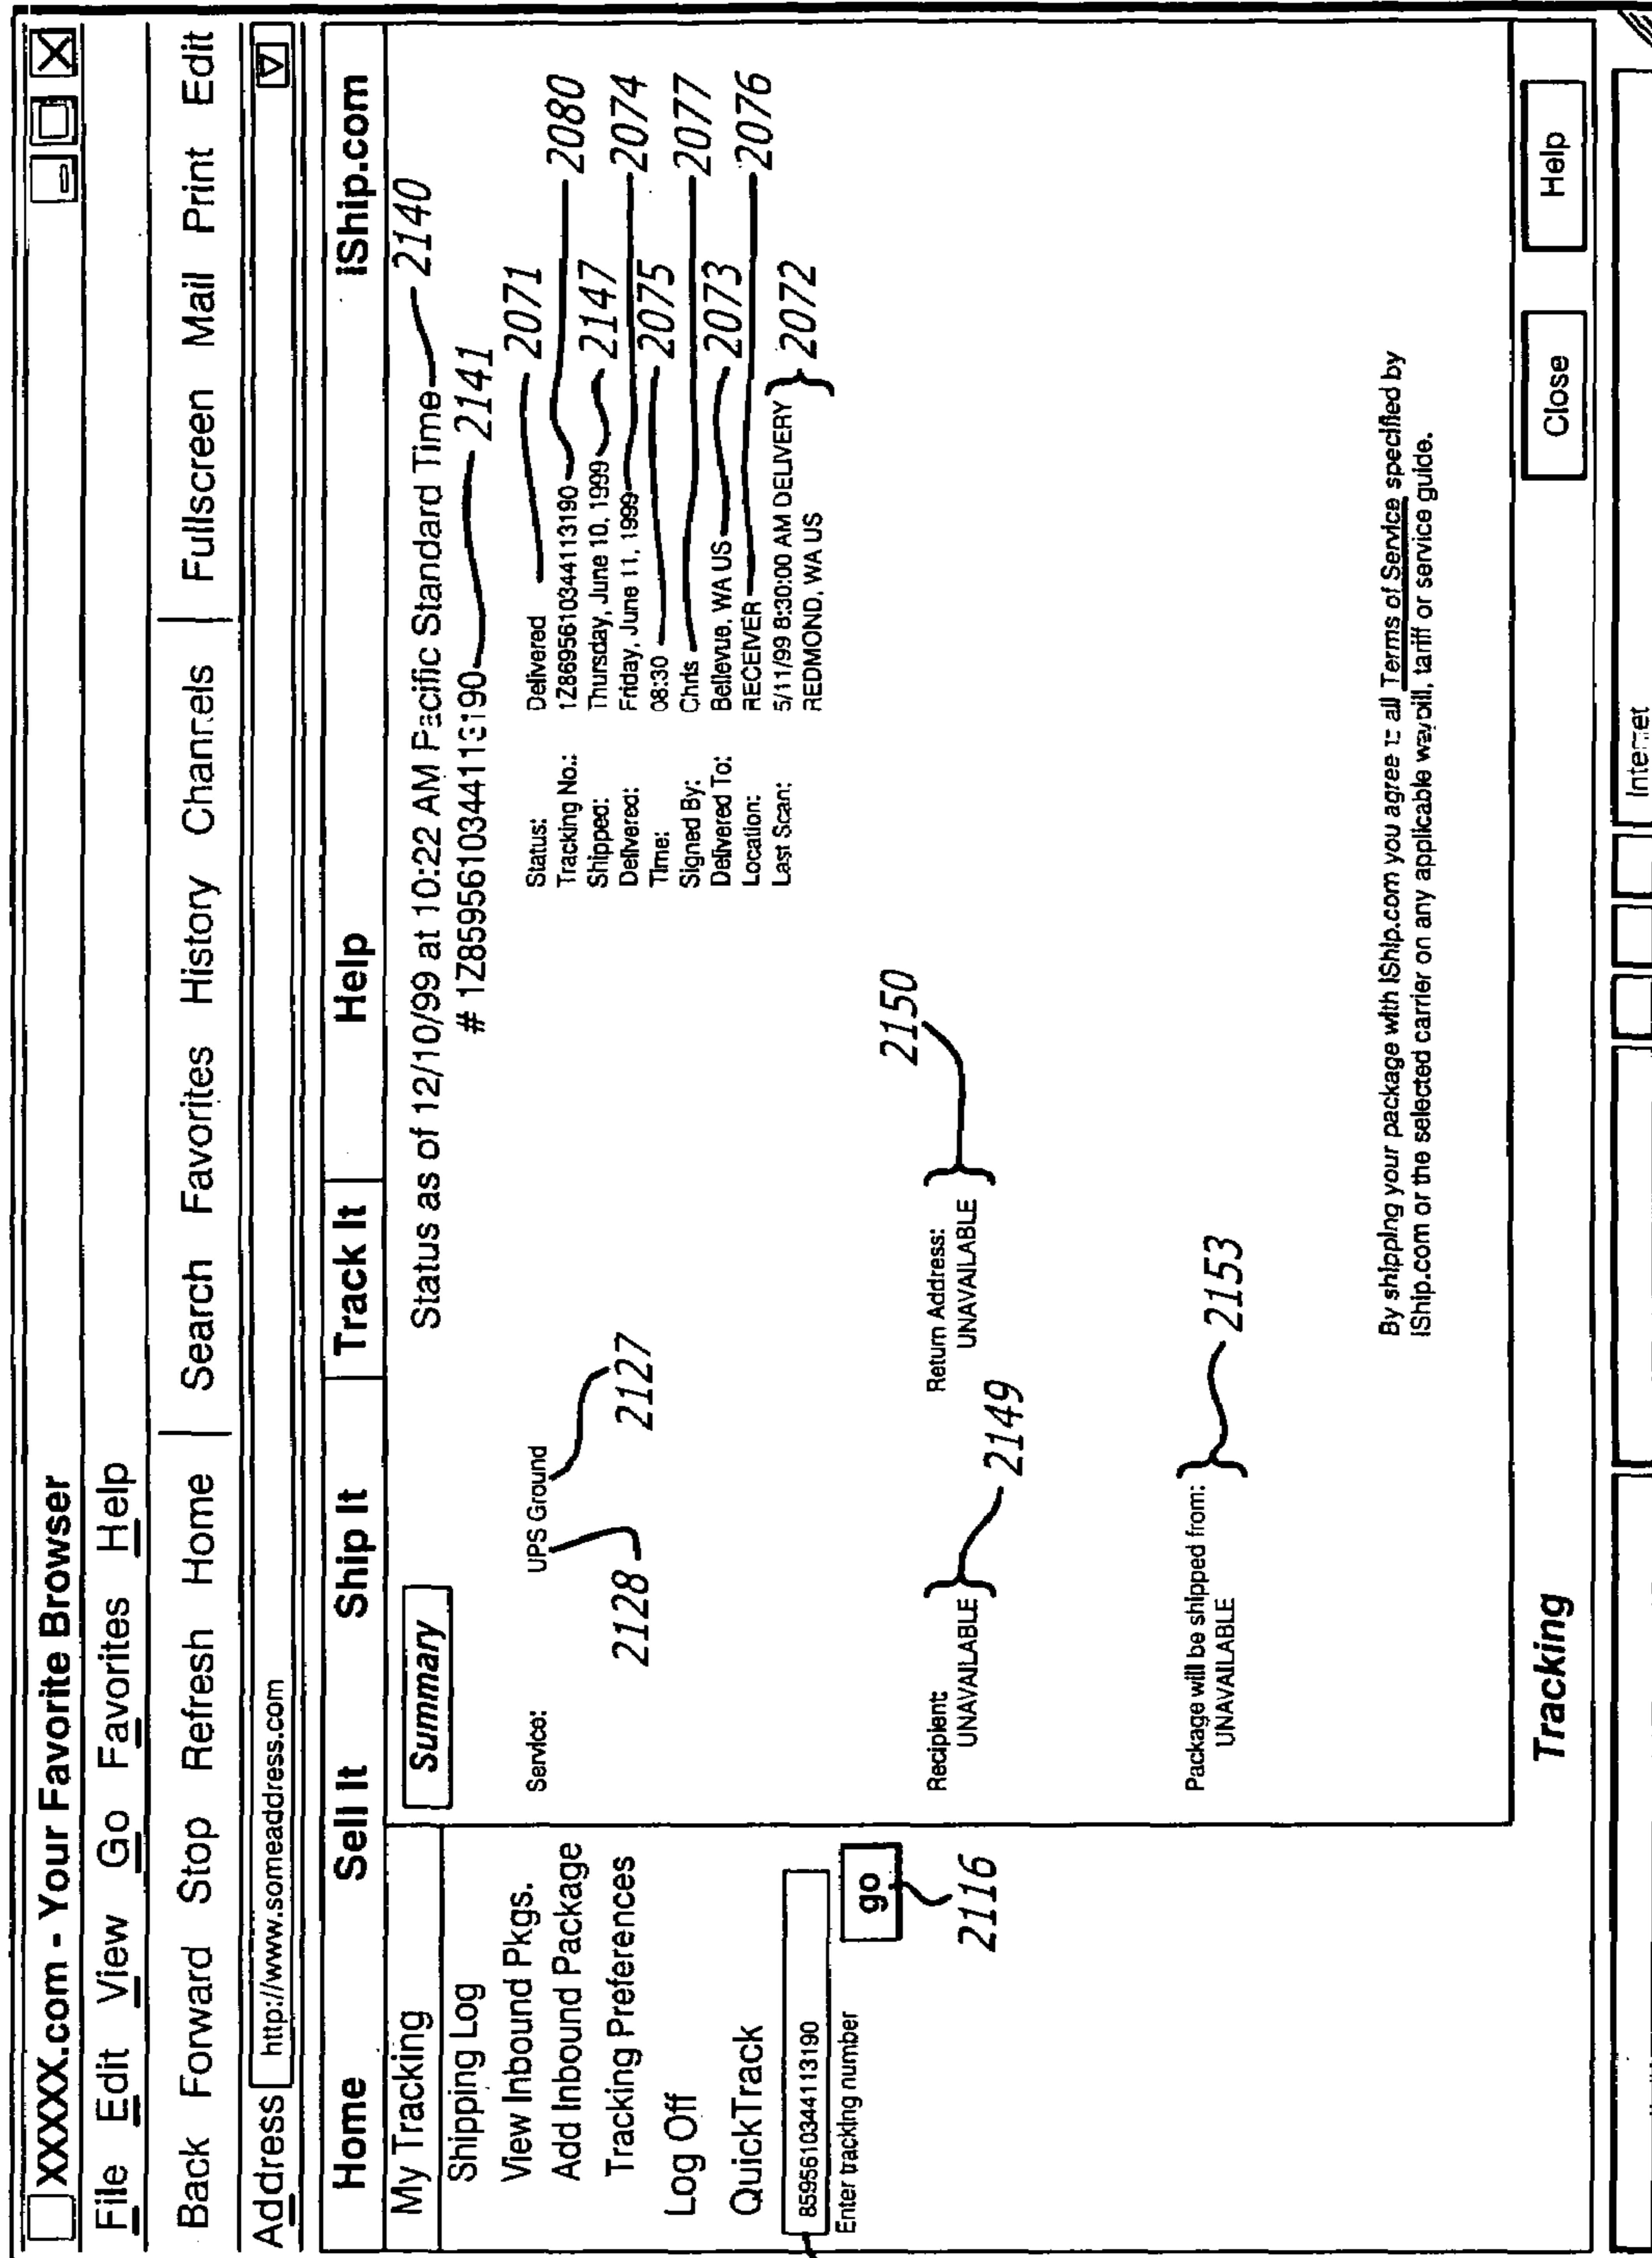 XXXXX.com - Your Favorite Browser
File Edit View Go Favorites Help
Back Forward Stop Refresh Home | Search Favorites History Channels | Fullscreen Mail Print Edit
Address http://www.someaddress.com
Home Sell It Ship It Track It Help iShip.com
My Tracking
Shipping Log
View Inbound Pkgs.
Add Inbound Package
Tracking Preferences
Log Off
QuickTrack
8595610344113190
Enter tracking number
go
2116
Summary
Status as of 12/10/99 at 10:22 AM Pacific Standard Time 2140
# 1Z8595610344113190 2141
Service: UPS Ground
2128 2127
Status: Delivered 2071
Tracking No.: 1Z8695610344113190 2080
Shipped: Thursday, June 10, 1999 2147
Delivered: Friday, June 11, 1999 2074
Time: 08:30 2075
Signed By: Chris 2077
Delivered To: Bellevue, WA US 2073
Location: RECEIVER 2076
Last Scan: 5/11/99 8:30:00 AM DELIVERY 2072
REDMOND, WA US
Recipient: Return Address: 2150
UNAVAILABLE UNAVAILABLE
2149
Package will be shipped from: 2153
UNAVAILABLE
By shipping your package with iShip.com you agree to all Terms of Service specified by
iShip.com or the selected carrier on any applicable waybill, tariff or service guide.
Tracking Close Help
Internet